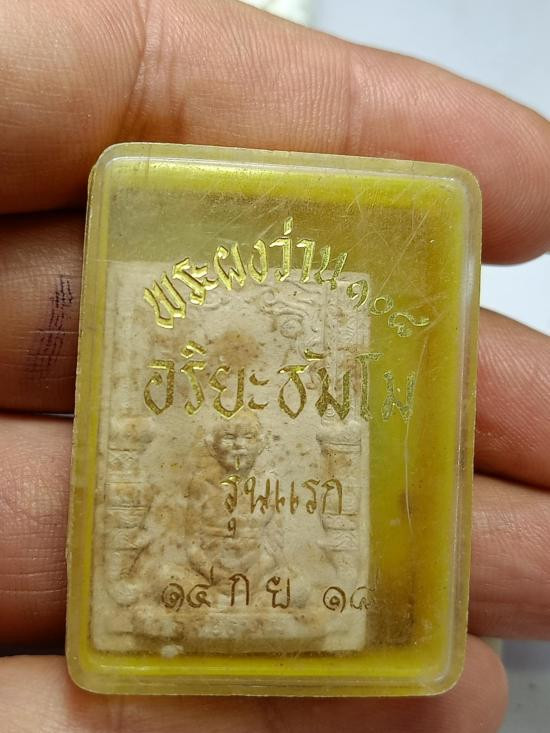 พระผงว่าน๑๐๘
อริยะธัมโม
รุ่นแรก
๑๔ ก ย